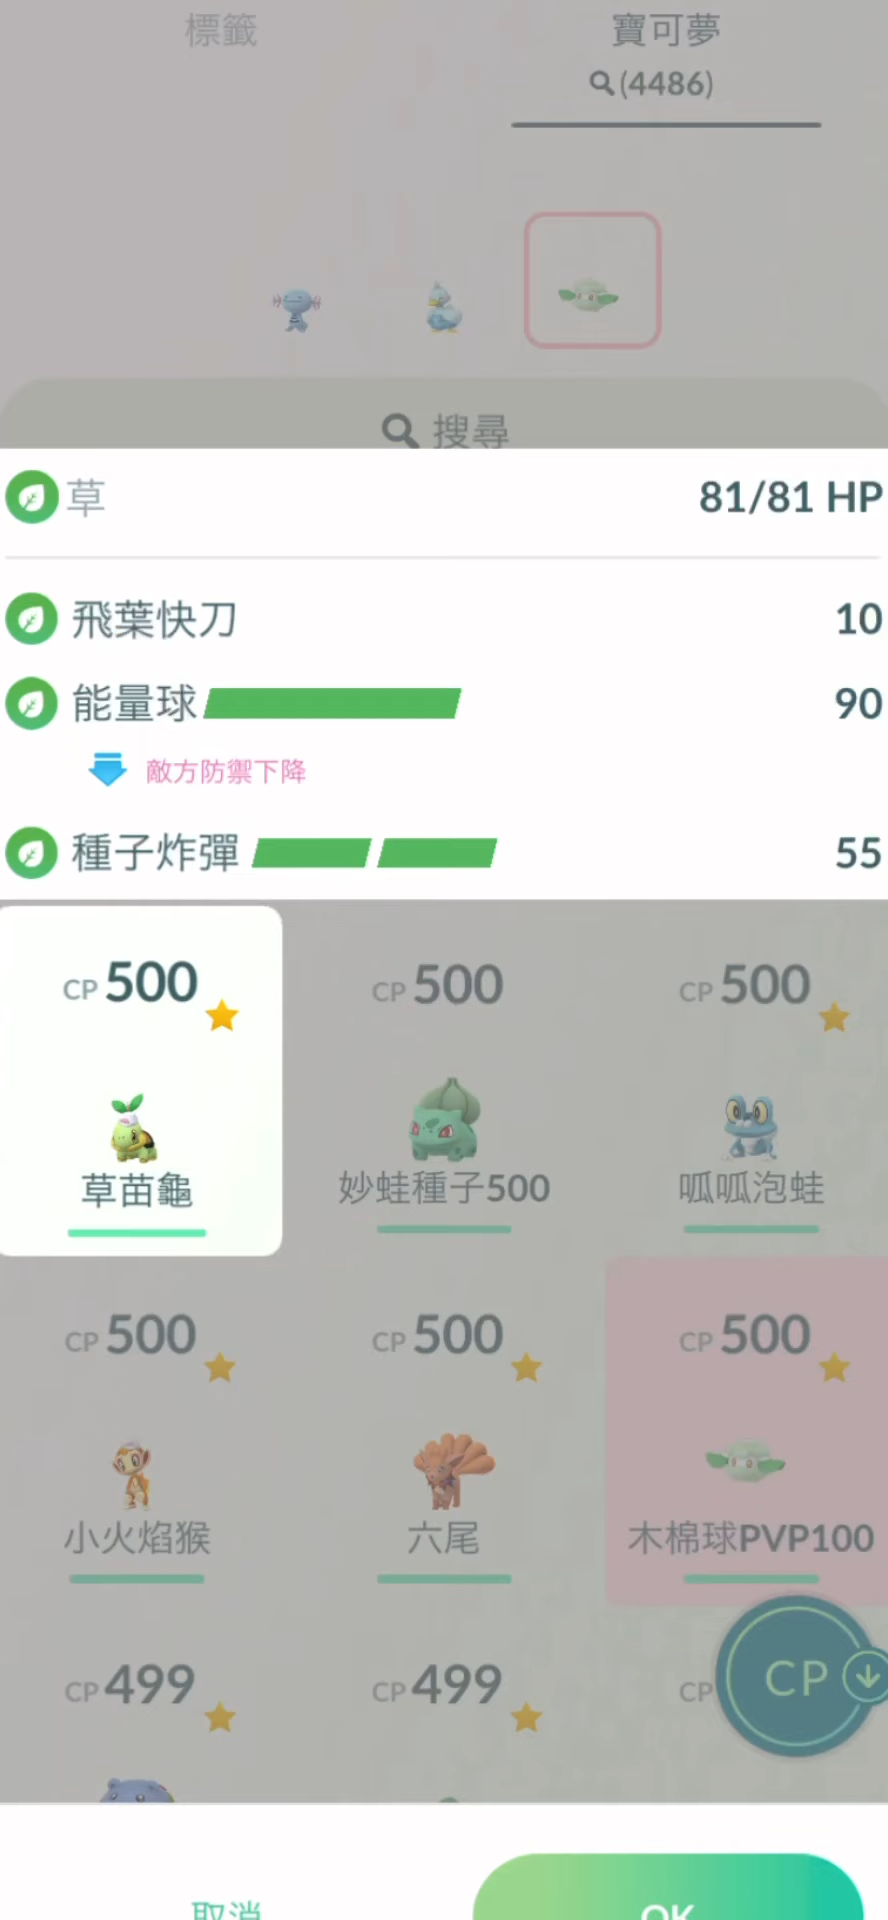 標籤
寶可夢
(4486)
搜尋
草
81/81 HP
飛葉快刀
10
能量球
90
敵方防禦下降
種子炸彈
55
CP 500
CP 500
CP 500
草苗龜
妙蛙種子500
呱呱泡蛙
CP 500
CP 500
CP 500
小火焰猴
六尾
木棉球PVP100
CP 499
CP 499
CP
CP
取消
OK